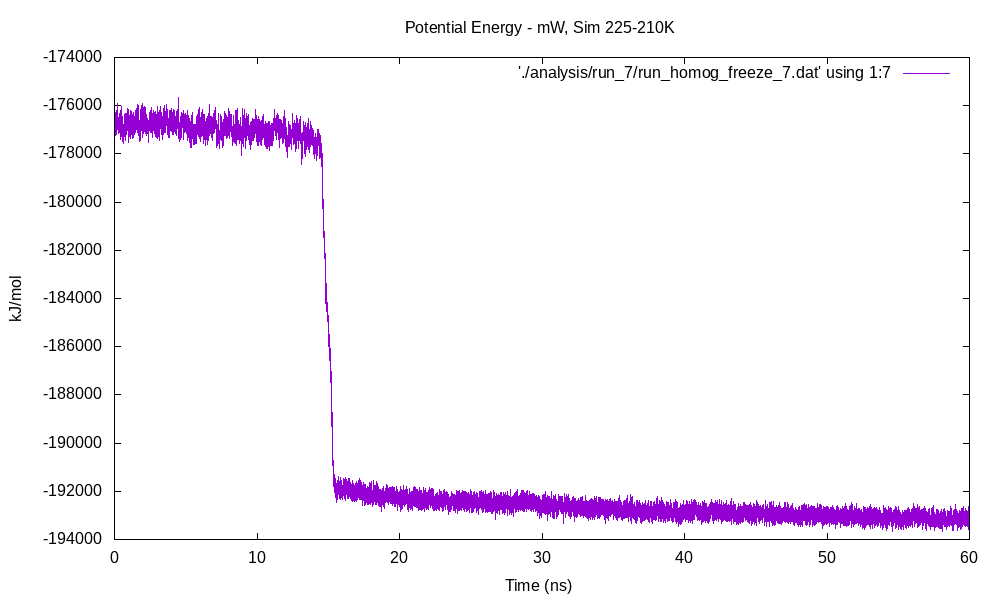 Potential Energy - mW, Sim 225-210K
'./analysis/run_7/run_homog_freeze_7.dat' using 1:7
-174000
-176000
-178000
-180000
-182000
-184000
-186000
-188000
-190000
-192000
-194000
kJ/mol
0 10 20 30 40 50 60
Time (ns)